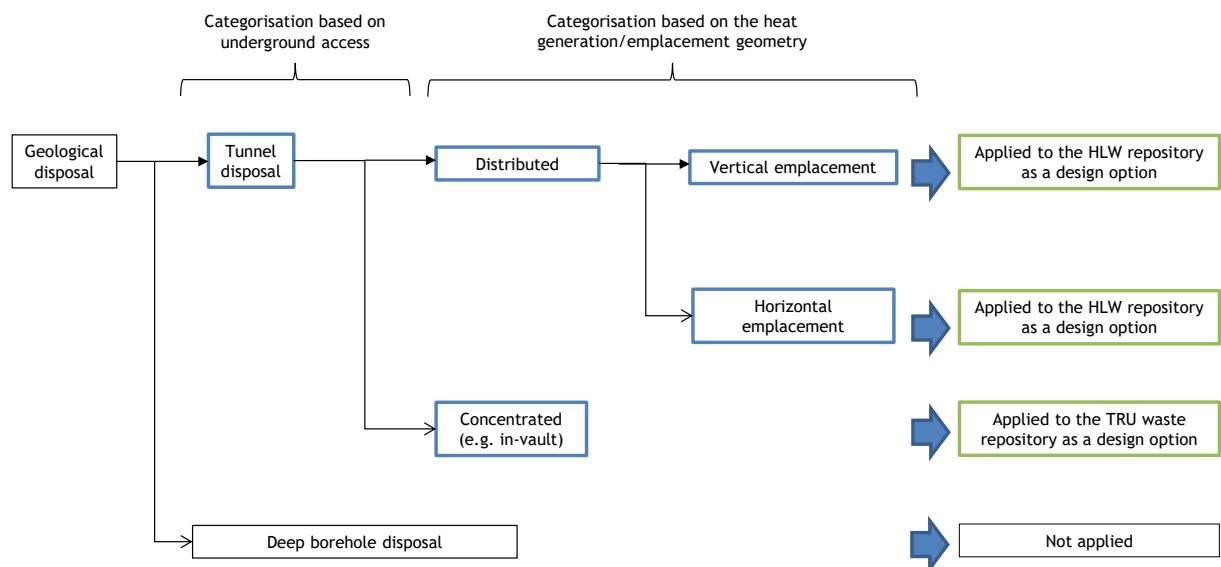 Categorisation based on
underground access
Categorisation based on the heat
generation/emplacement geometry
Geological
disposal
Tunnel
disposal
Distributed
Vertical emplacement
Applied to the HLW repository
as a design option
Horizontal
emplacement
Applied to the HLW repository
as a design option
Concentrated
(e.g. in-vault)
Applied to the TRU waste
repository as a design option
Deep borehole disposal
Not applied